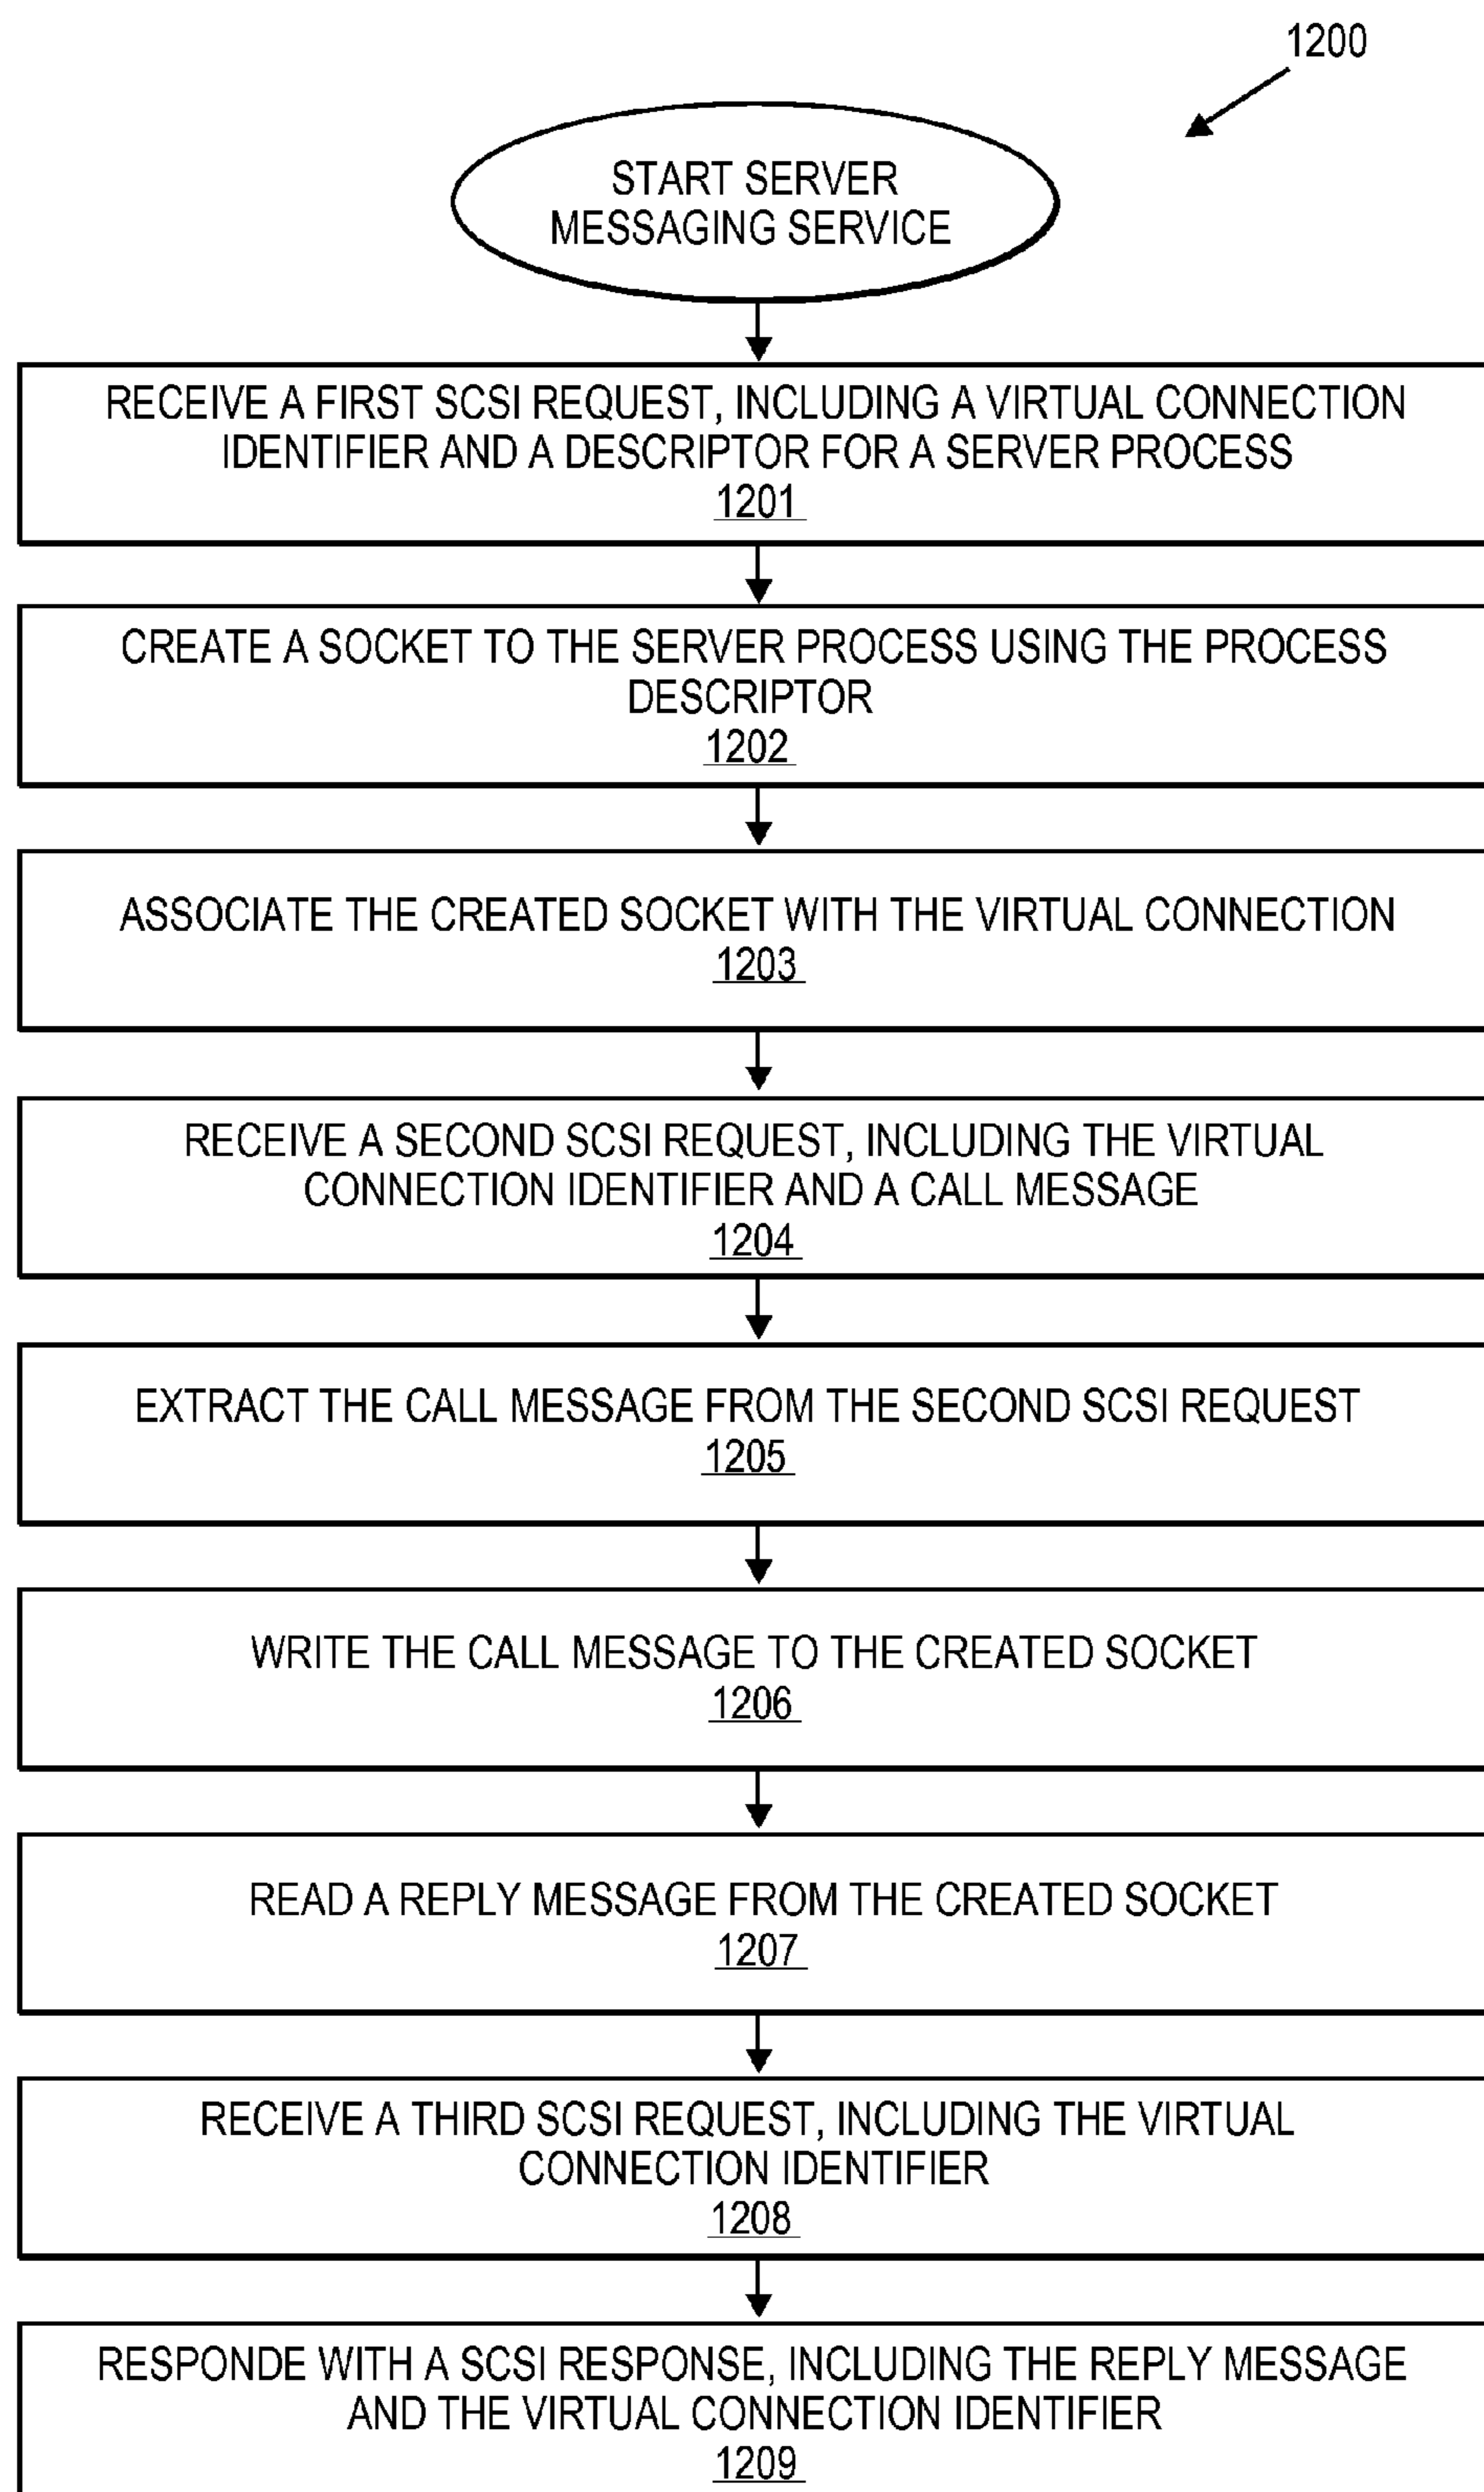 1200
START SERVER
MESSAGING SERVICE
RECEIVE A FIRST SCSI REQUEST, INCLUDING A VIRTUAL CONNECTION
IDENTIFIER AND A DESCRIPTOR FOR A SERVER PROCESS
1201
CREATE A SOCKET TO THE SERVER PROCESS USING THE PROCESS
DESCRIPTOR
1202
ASSOCIATE THE CREATED SOCKET WITH THE VIRTUAL CONNECTION
1203
RECEIVE A SECOND SCSI REQUEST, INCLUDING THE VIRTUAL
CONNECTION IDENTIFIER AND A CALL MESSAGE
1204
EXTRACT THE CALL MESSAGE FROM THE SECOND SCSI REQUEST
1205
WRITE THE CALL MESSAGE TO THE CREATED SOCKET
1206
READ A REPLY MESSAGE FROM THE CREATED SOCKET
1207
RECEIVE A THIRD SCSI REQUEST, INCLUDING THE VIRTUAL
CONNECTION IDENTIFIER
1208
RESPONDE WITH A SCSI RESPONSE, INCLUDING THE REPLY MESSAGE
AND THE VIRTUAL CONNECTION IDENTIFIER
1209